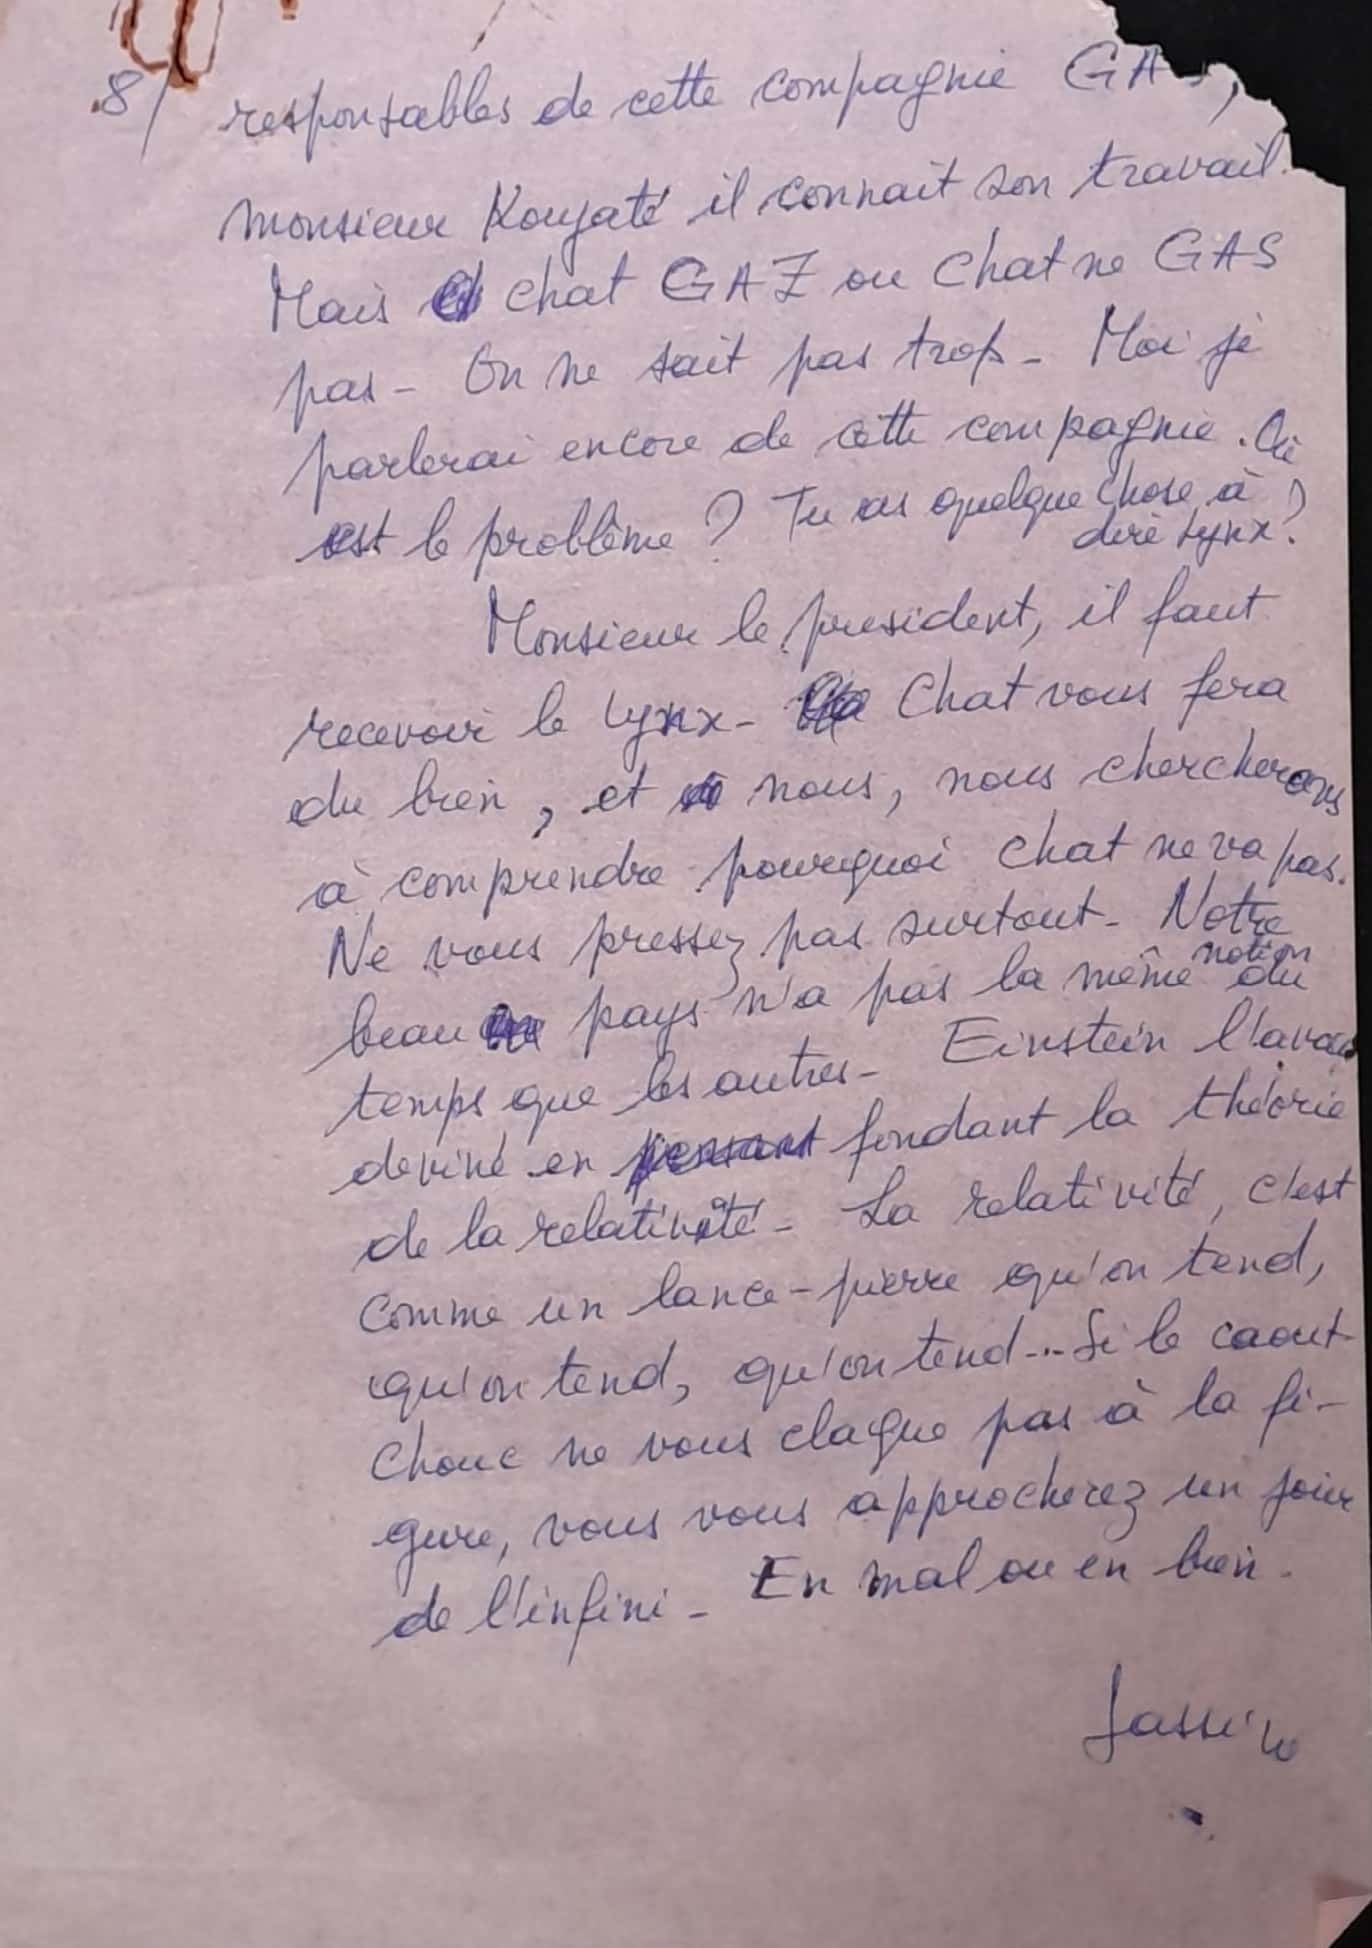 8/ responsables de cette compagnie GAS,
monsieur Kouyaté il connait son travail.
Mais chat GAZ ou chat ne GAS
pas - On ne sait pas trop - Moi je
parlerai encore de cette compagnie. Où
est le problème ? Tu as quelque chose à
dire Lynx ?
Monsieur le président, il faut
recevoir le Lynx - Chat vous fera
du bien, et nous, nous chercherons
à comprendre pourquoi chat ne va pas.
Ne vous pressez pas surtout - Notre
beau pays n'a pas la même notion du
temps que les autres - Einstein l'avait
deviné en fondant la théorie
de la relativité - La relativité, c'est
comme un lance-pierre qu'on tend,
qu'on tend, qu'on tend... Si le caout-
chouc ne vous claque pas à la fi-
gure, vous vous approcherez un jour
de l'infini - En mal ou en bien.